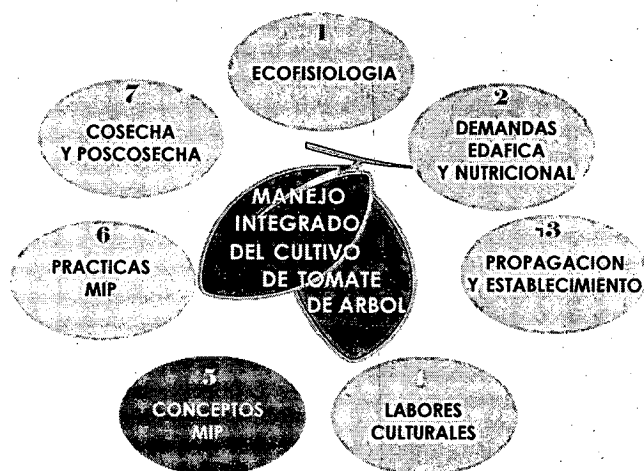 1
ECOFISIOLOGIA
2
DEMANDAS
EDAFICA
Y NUTRICIONAL
3
PROPAGACION
Y ESTABLECIMIENTO
4
LABORES
CULTURALES
5
CONCEPTOS
MIP
6
PRACTICAS
MIP
7
COSECHA
Y POSCOSECHA
MANEJO
INTEGRADO
DEL CULTIVO
DE TOMATE
DE ARBOL